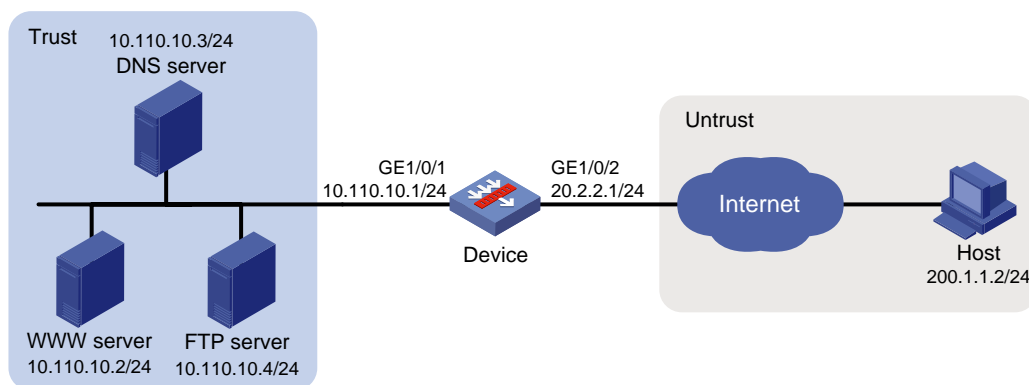 Trust
10.110.10.3/24
DNS server
WWW server
10.110.10.2/24
FTP server
10.110.10.4/24
GE1/0/1
10.110.10.1/24
Device
GE1/0/2
20.2.2.1/24
Untrust
Internet
Host
200.1.1.2/24